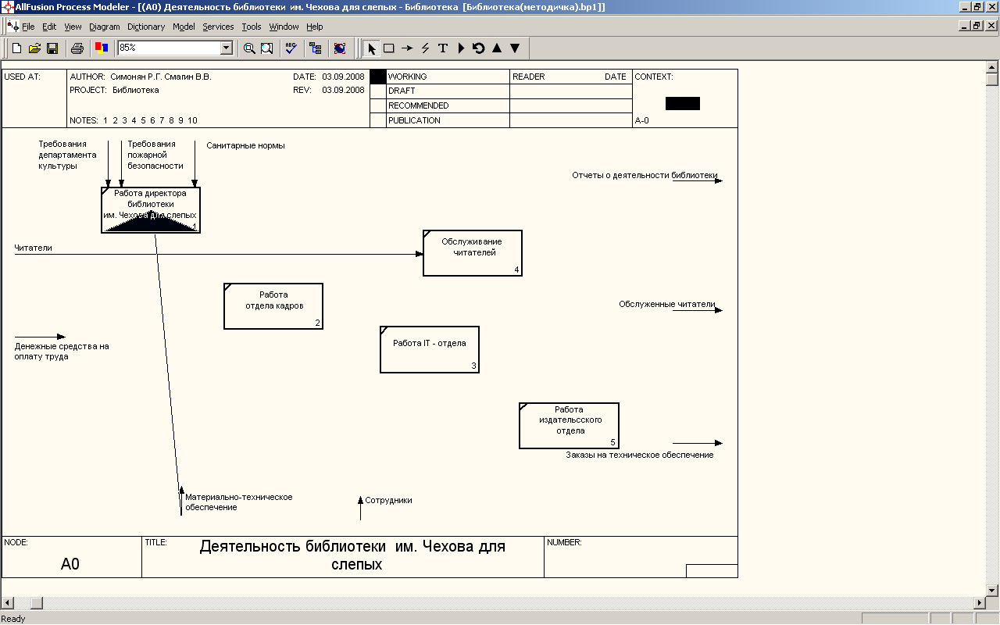 AllFusion Process Modeler - [(A0) Деятельность библиотеки им. Чехова для слепых - Библиотека [Библиотека(методичка).bp1]]
File Edit View Diagram Dictionary Model Services Tools Window Help
85%
ABC
USED AT:
AUTHOR: Симонян Р.Г. Смагин В.В.
DATE: 03.09.2008
PROJECT: Библиотека
REV: 03.09.2008
NOTES: 1 2 3 4 5 6 7 8 9 10
WORKING
DRAFT
RECOMMENDED
PUBLICATION
READER DATE
CONTEXT:
A-0
Требования
департамента
культуры
Требования
пожарной
безопасности
Санитарные нормы
Отчеты о деятельности библиотеки
Работа директора
библиотеки
им. Чехова для слепых
1
Читатели
Обслуживание
читателей
4
Работа
отдела кадров
2
Обслуженные читатели
Работа IT - отдела
3
Денежные средства на
оплату труда
Работа
издательсского
отдела
5
Заказы на техническое обеспечение
Материально-техническое
обеспечение
Сотрудники
NODE:
A0
TITLE:
Деятельность библиотеки им. Чехова для
слепых
NUMBER:
Ready